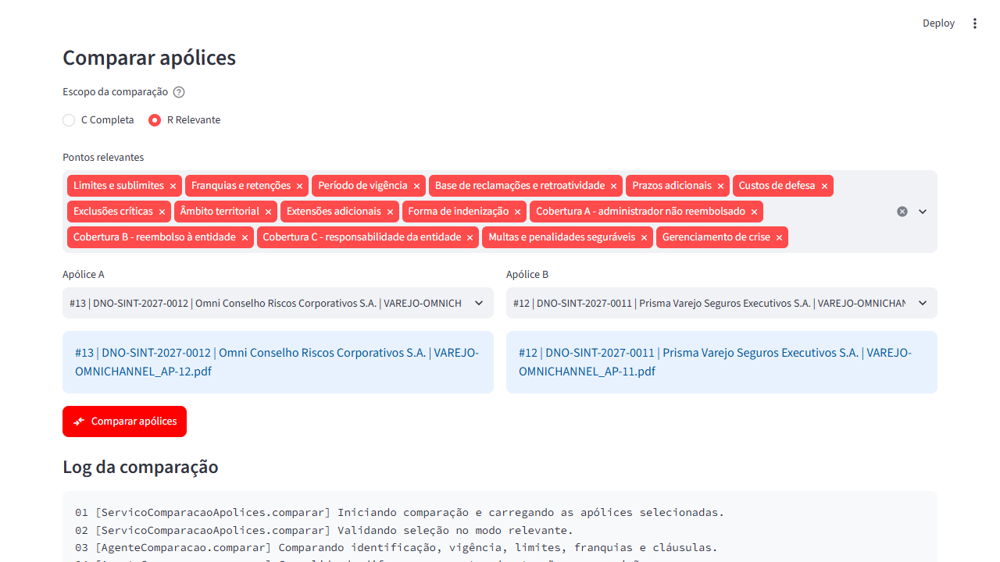 Deploy
Comparar apólices
Escopo da comparação
C Completa R Relevante
Pontos relevantes
Limites e sublimites × Franquias e retenções × Período de vigência × Base de reclamações e retroatividade × Prazos adicionais × Custos de defesa ×
Exclusões críticas × Âmbito territorial × Extensões adicionais × Forma de indenização × Cobertura A - administrador não reembolsado ×
Cobertura B - reembolso à entidade × Cobertura C - responsabilidade da entidade × Multas e penalidades seguráveis × Gerenciamento de crise ×
Apólice A
#13 | DNO-SINT-2027-0012 | Omni Conselho Riscos Corporativos S.A. | VAREJO-OMNICH
#13 | DNO-SINT-2027-0012 | Omni Conselho Riscos Corporativos S.A. | VAREJO-
OMNICHANNEL_AP-12.pdf
Apólice B
#12 | DNO-SINT-2027-0011 | Prisma Varejo Seguros Executivos S.A. | VAREJO-OMNICHAN
#12 | DNO-SINT-2027-0011 | Prisma Varejo Seguros Executivos S.A. | VAREJO-
OMNICHANNEL_AP-11.pdf
Comparar apólices
Log da comparação
01 [ServicoComparacaoApolices.comparar] Iniciando comparação e carregando as apólices selecionadas.
02 [ServicoComparacaoApolices.comparar] Validando seleção no modo relevante.
03 [AgenteComparacao.comparar] Comparando identificação, vigência, limites, franquias e cláusulas.